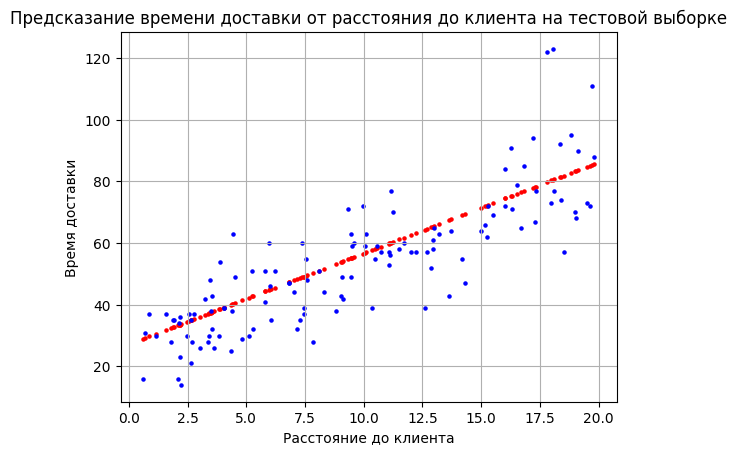 Предсказание времени доставки от расстояния до клиента на тестовой выборке
120
100
80
60
40
20
Время доставки
0.0 2.5 5.0 7.5 10.0 12.5 15.0 17.5 20.0
Расстояние до клиента